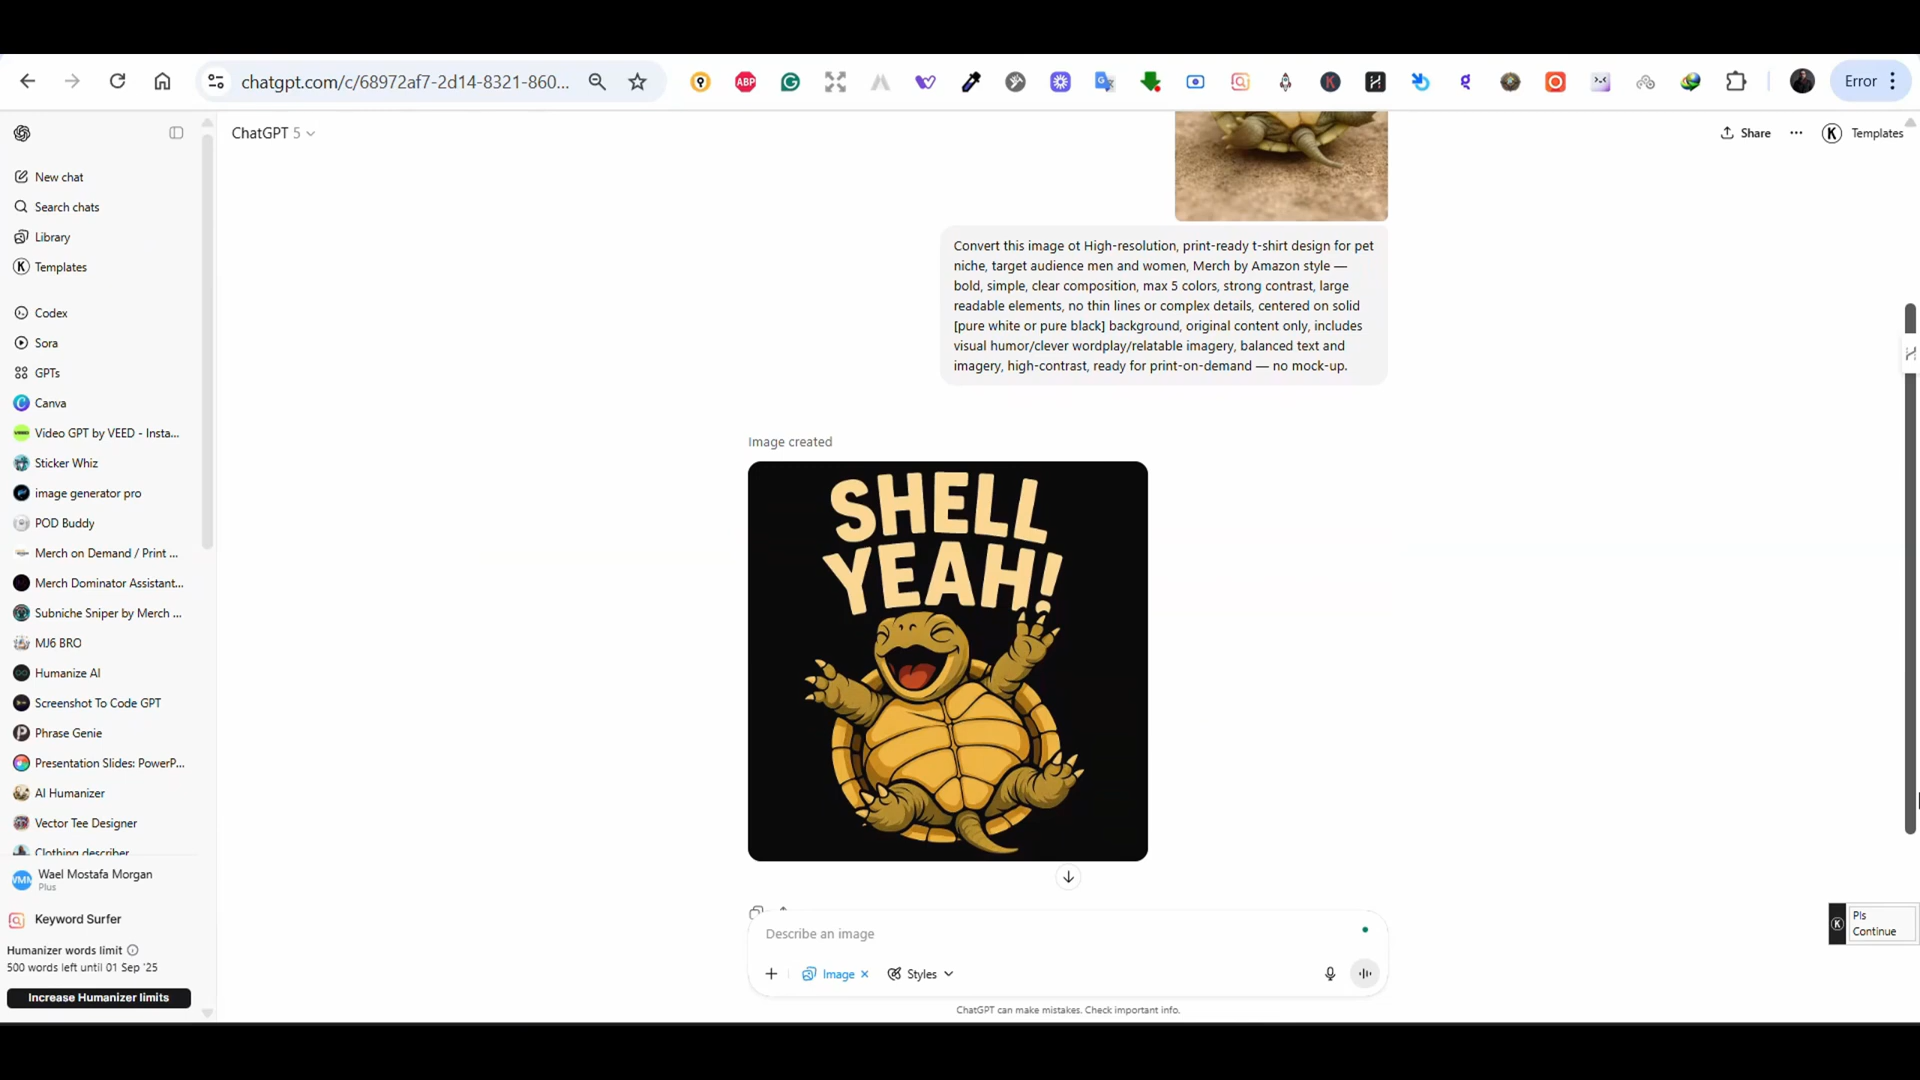 chatgpt.com/c/68972af7-2d14-8321-860...
ABP
Error
ChatGPT 5
Share
Templates
New chat
Search chats
Library
Templates
Codex
Sora
GPTs
Canva
Video GPT by VEED - Insta...
Sticker Whiz
image generator pro
POD Buddy
Merch on Demand / Print ...
Merch Dominator Assistant...
Subniche Sniper by Merch ...
MJ6 BRO
Humanize AI
Screenshot To Code GPT
Phrase Genie
Presentation Slides: PowerP...
AI Humanizer
Vector Tee Designer
Clothing describer
Wael Mostafa Morgan
Plus
Keyword Surfer
Humanizer words limit
500 words left until 01 Sep '25
Increase Humanizer limits
Convert this image ot High-resolution, print-ready t-shirt design for pet
niche, target audience men and women, Merch by Amazon style —
bold, simple, clear composition, max 5 colors, strong contrast, large
readable elements, no thin lines or complex details, centered on solid
[pure white or pure black] background, original content only, includes
visual humor/clever wordplay/relatable imagery, balanced text and
imagery, high-contrast, ready for print-on-demand — no mock-up.
Image created
SHELL
YEAH!
Describe an image
Image
Styles
ChatGPT can make mistakes. Check important info.
Pls
Continue